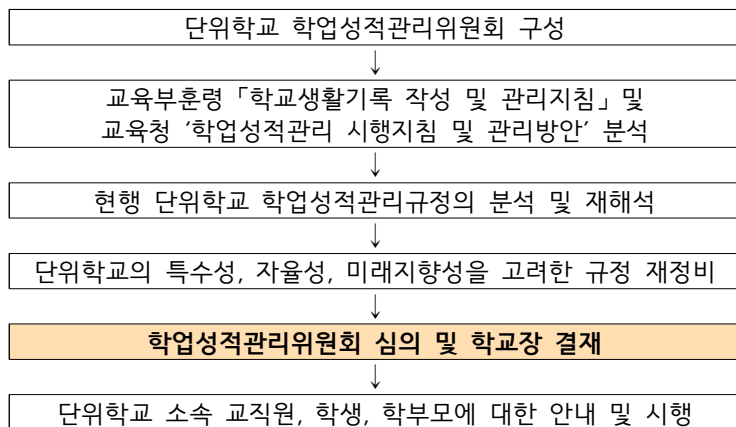 단위학교 학업성적관리위원회 구성
↓
교육부훈령「학교생활기록 작성 및 관리지침」및
교육청 ‘학업성적관리 시행지침 및 관리방안’ 분석
↓
현행 단위학교 학업성적관리규정의 분석 및 재해석
↓
단위학교의 특수성, 자율성, 미래지향성을 고려한 규정 재정비
↓
학업성적관리위원회 심의 및 학교장 결재
↓
단위학교 소속 교직원, 학생, 학부모에 대한 안내 및 시행